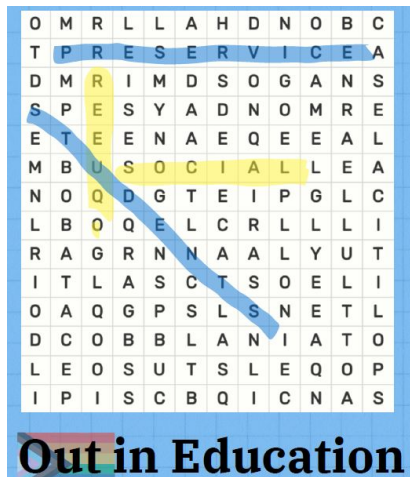 O M R L L A H D N O B C
T P R E S E R V I C E A
D M R I M D S O G A N S
S P E S Y A D N O M R E
E T E E N A E Q E E A L
M B U S O C I A L L E A
N O Q D G T E I P G L C
L B O Q E L C R L L L I
R A G R N N A A L Y U T
I T L A S C T S O E L I
O A Q G P S L S N E T L
D C O B B L A N I A T O
L E O S U T S L E Q O P
I P I S C B Q I C N A S
Out in Education